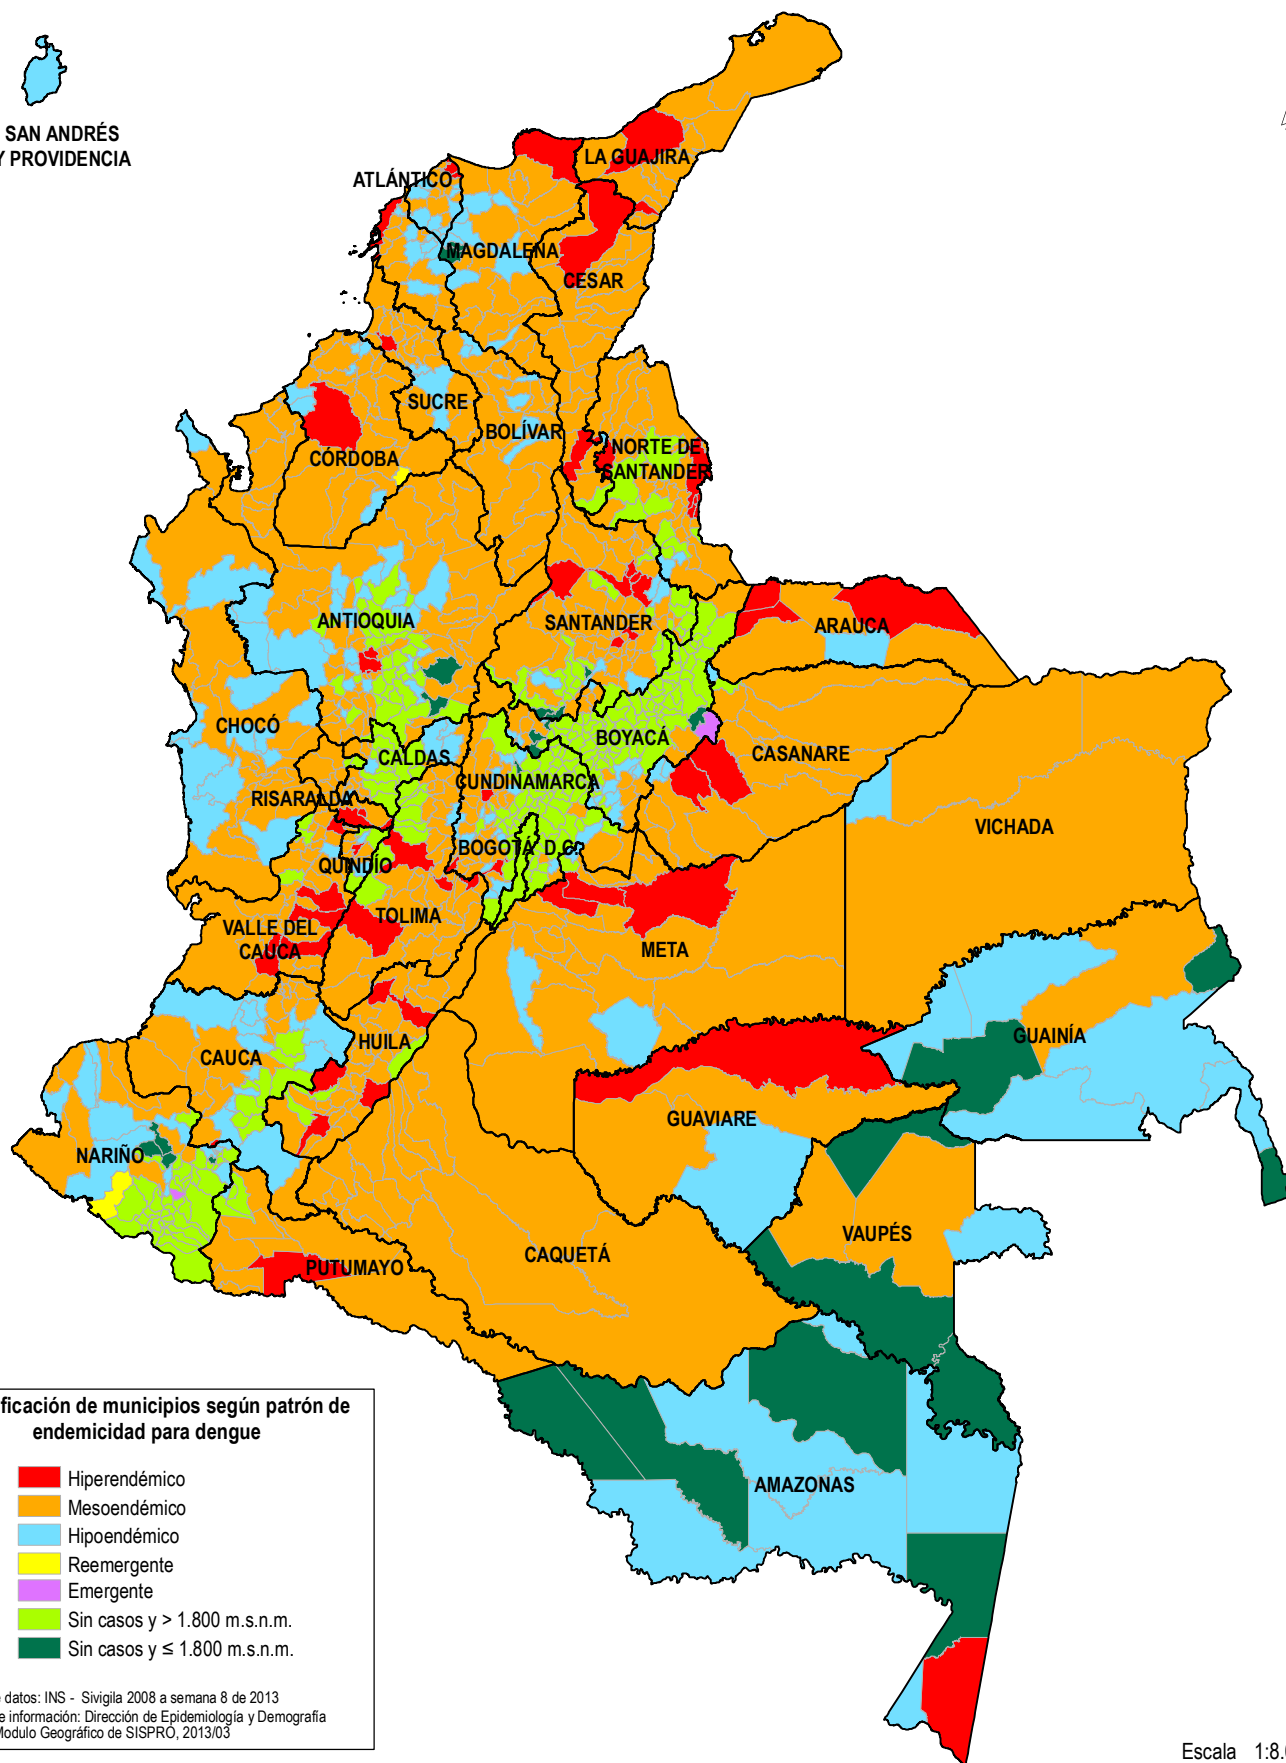 SAN ANDRÉS
Y PROVIDENCIA
LA GUAJIRA
ATLÁNTICO
MAGDALENA
CESAR
SUCRE
BOLÍVAR
NORTE DE
SANTANDER
CÓRDOBA
ANTIOQUIA
SANTANDER
ARAUCA
CHOCÓ
BOYACÁ
CALDAS
CASANARE
CUNDINAMARCA
RISARALDA
VICHADA
BOGOTÁ D.C.
QUINDÍO
TOLIMA
VALLE DEL
CAUCA
META
GUAINÍA
HUILA
CAUCA
GUAVIARE
NARIÑO
VAUPÉS
CAQUETÁ
PUTUMAYO
AMAZONAS
ficación de municipios según patrón de
endemicidad para dengue
Hiperendémico
Mesoendémico
Hipoendémico
Reemergente
Emergente
Sin casos y > 1.800 m.s.n.m.
Sin casos y ≤ 1.800 m.s.n.m.
datos: INS - Sivigila 2008 a semana 8 de 2013
e información: Dirección de Epidemiología y Demografía
Modulo Geográfico de SISPRO, 2013/03
Escala 1:8.